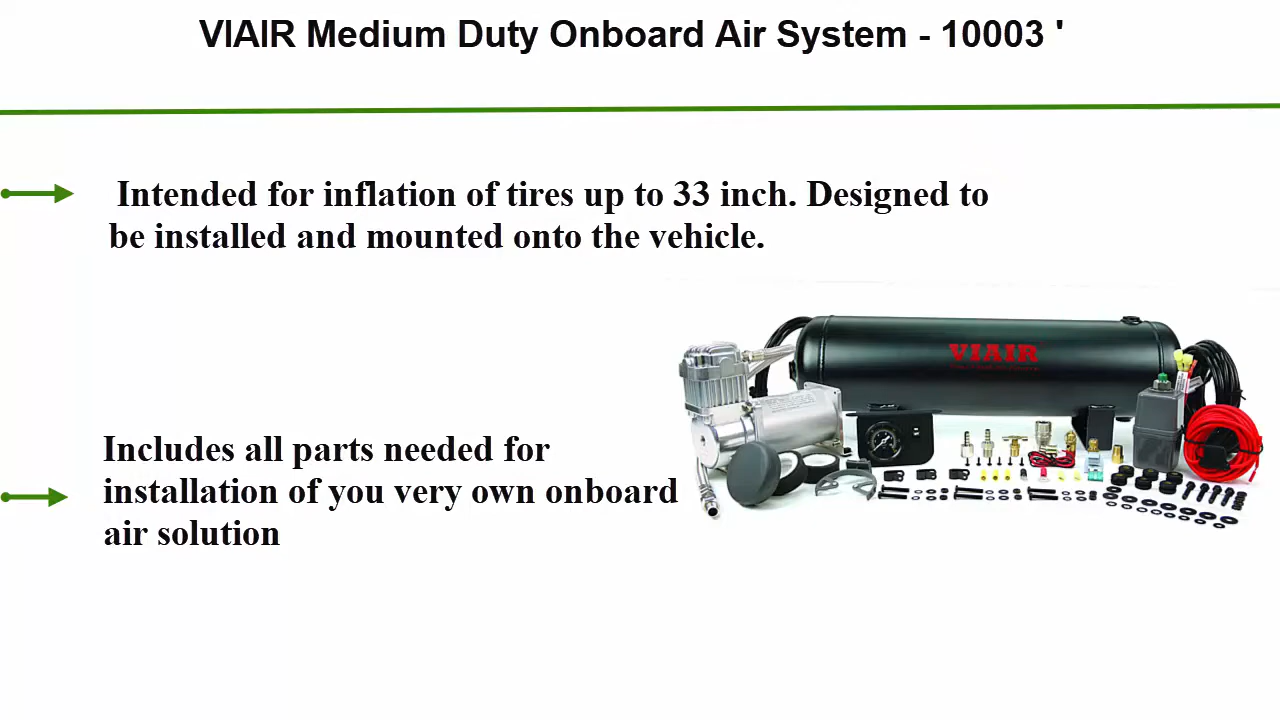 VIAIR Medium Duty Onboard Air System - 10003 '
Intended for inflation of tires up to 33 inch. Designed to
be installed and mounted onto the vehicle.
VIAIR
Includes all parts needed for
installation of you very own onboard
air solution